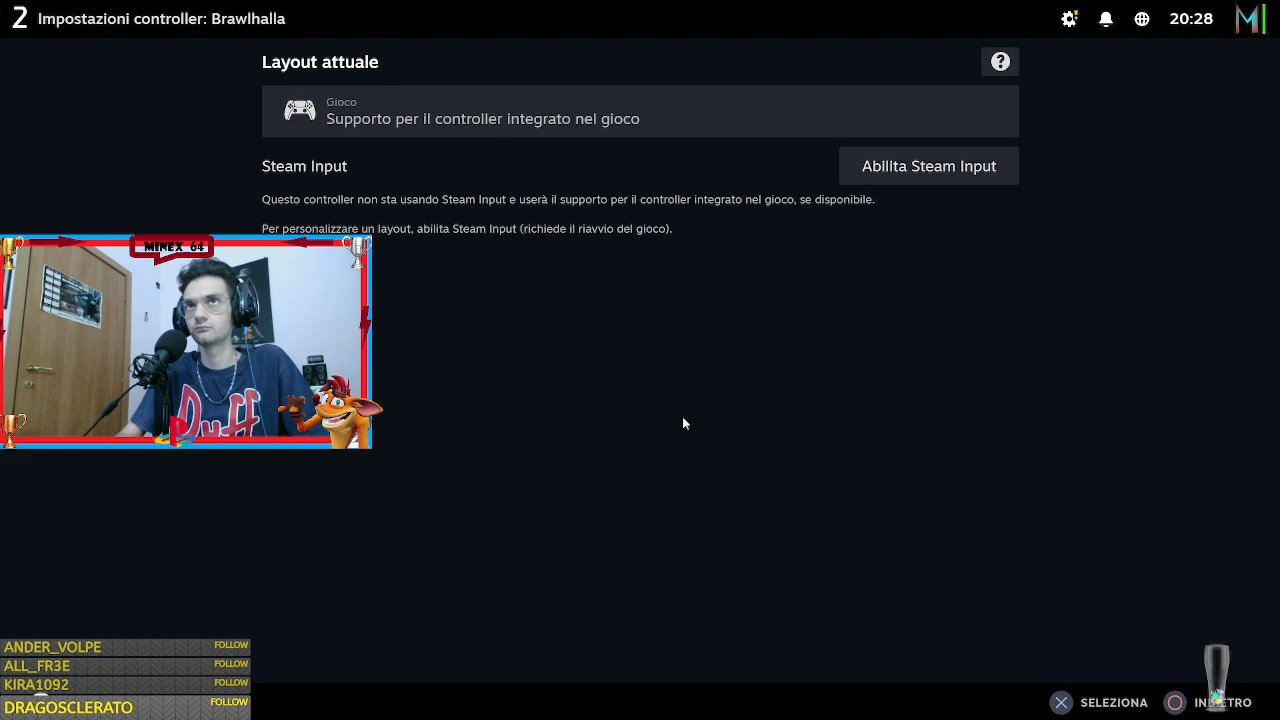 2 Impostazioni controller: Brawlhalla
20:28
Layout attuale
?
Gioco
Supporto per il controller integrato nel gioco
Steam Input
Abilita Steam Input
Questo controller non sta usando Steam Input e userà il supporto per il controller integrato nel gioco, se disponibile.
Per personalizzare un layout, abilita Steam Input (richiede il riavvio del gioco).
MINEX 64
Duff
ANDER_VOLPE FOLLOW
ALL_FR3E FOLLOW
KIRA1092 FOLLOW
DRAGOSCLERATO FOLLOW
SELEZIONA
INDIETRO